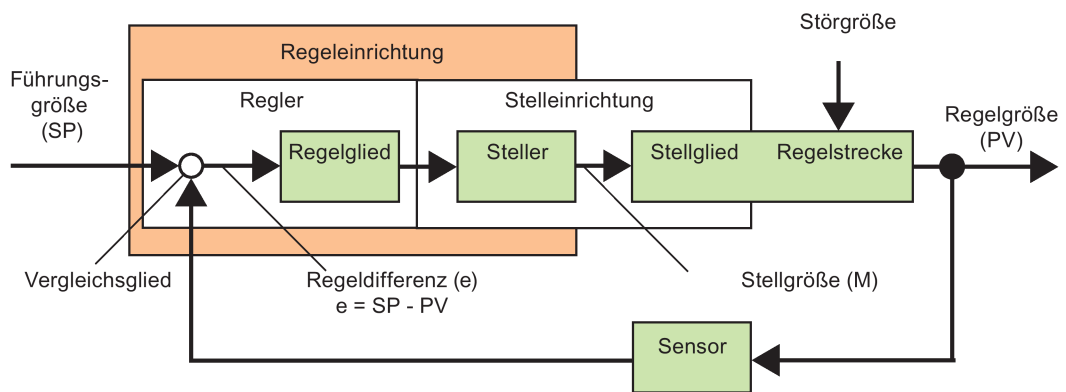 Störgröße
Regeleinrichtung
Führungs-
größe
(SP)
Regler
Stelleinrichtung
Regelgröße
(PV)
Regelglied
Steller
Stellglied
Regelstrecke
Vergleichsglied
Regeldifferenz (e)
e = SP - PV
Stellgröße (M)
Sensor